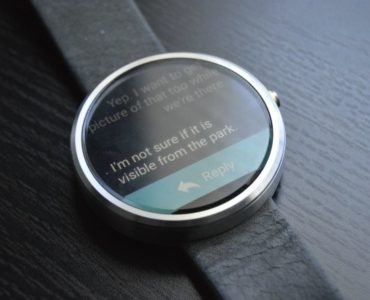 Yep. I want to
picture of that too while
we're there
. I'm not sure if it is
visible from the park.
Reply